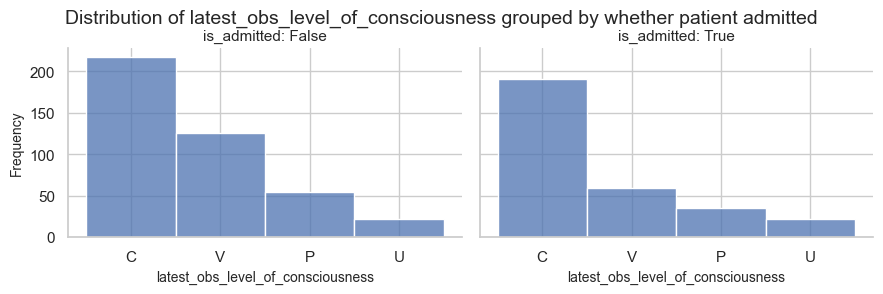 Distribution of latest_obs_level_of_consciousness grouped by whether patient admitted
is_admitted: False
is_admitted: True
Frequency
200
150
100
50
0
C V P U
C V P U
latest_obs_level_of_consciousness
latest_obs_level_of_consciousness